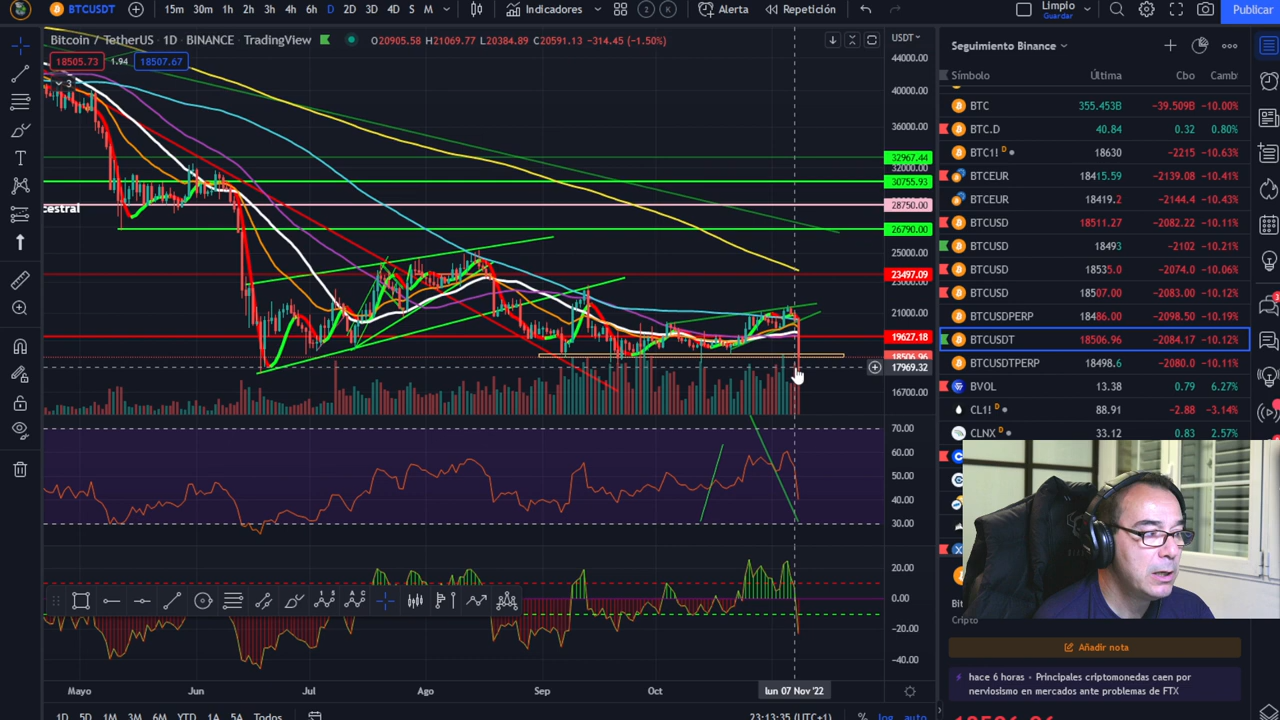 BTCUSDT
15m 30m 1h 2h 3h 4h 6h D 2D 3D 4D S M
Indicadores
2 K
Alerta
Repetición
Limpio
Guardar
Publicar
Bitcoin / TetherUS · 1D · BINANCE · TradingView
O20905.58 H21069.77 L20384.89 C20591.13 −314.45 (−1.50%)
18505.73 1.94 18507.67
3
cestral
USDT
44000.00
40000.00
36000.00
32967.44
32000.00
30755.93
28750.00
26790.00
25000.00
23497.09
23000.00
21000.00
19627.18
18506.96
17969.32
16700.00
70.00
60.00
50.00
40.00
30.00
20.00
0.00
−20.00
−40.00
Mayo Jun Jul Ago Sep Oct lun 07 Nov '22
1D 5D 1M 3M 6M YTD 1A 5A Todos
23:13:35 (UTC+1) % log auto
Seguimiento Binance
Símbolo Última Cbo Cambi
BTC 355.453B −39.509B −10.00%
BTC.D 40.84 0.32 0.80%
BTC1! D 18630 −2215 −10.63%
BTCEUR 18415.59 −2139.08 −10.41%
BTCEUR 18419.2 −2144.4 −10.43%
BTCUSD 18511.27 −2082.22 −10.11%
BTCUSD 18493 −2102 −10.21%
BTCUSD 18535.0 −2074.0 −10.06%
BTCUSD 18507.00 −2083.00 −10.11%
BTCUSDPERP 18486.00 −2098.50 −10.19%
BTCUSDT 18506.96 −2084.17 −10.12%
BTCUSDTPERP 18498.6 −2080.0 −10.11%
BVOL 13.38 0.79 6.27%
CL1! D 88.91 −2.88 −3.14%
CLNX D 33.12 0.83 2.57%
Bit
Cripto
Añadir nota
hace 6 horas • Principales criptomonedas caen por
nerviosismo en mercados ante problemas de FTX